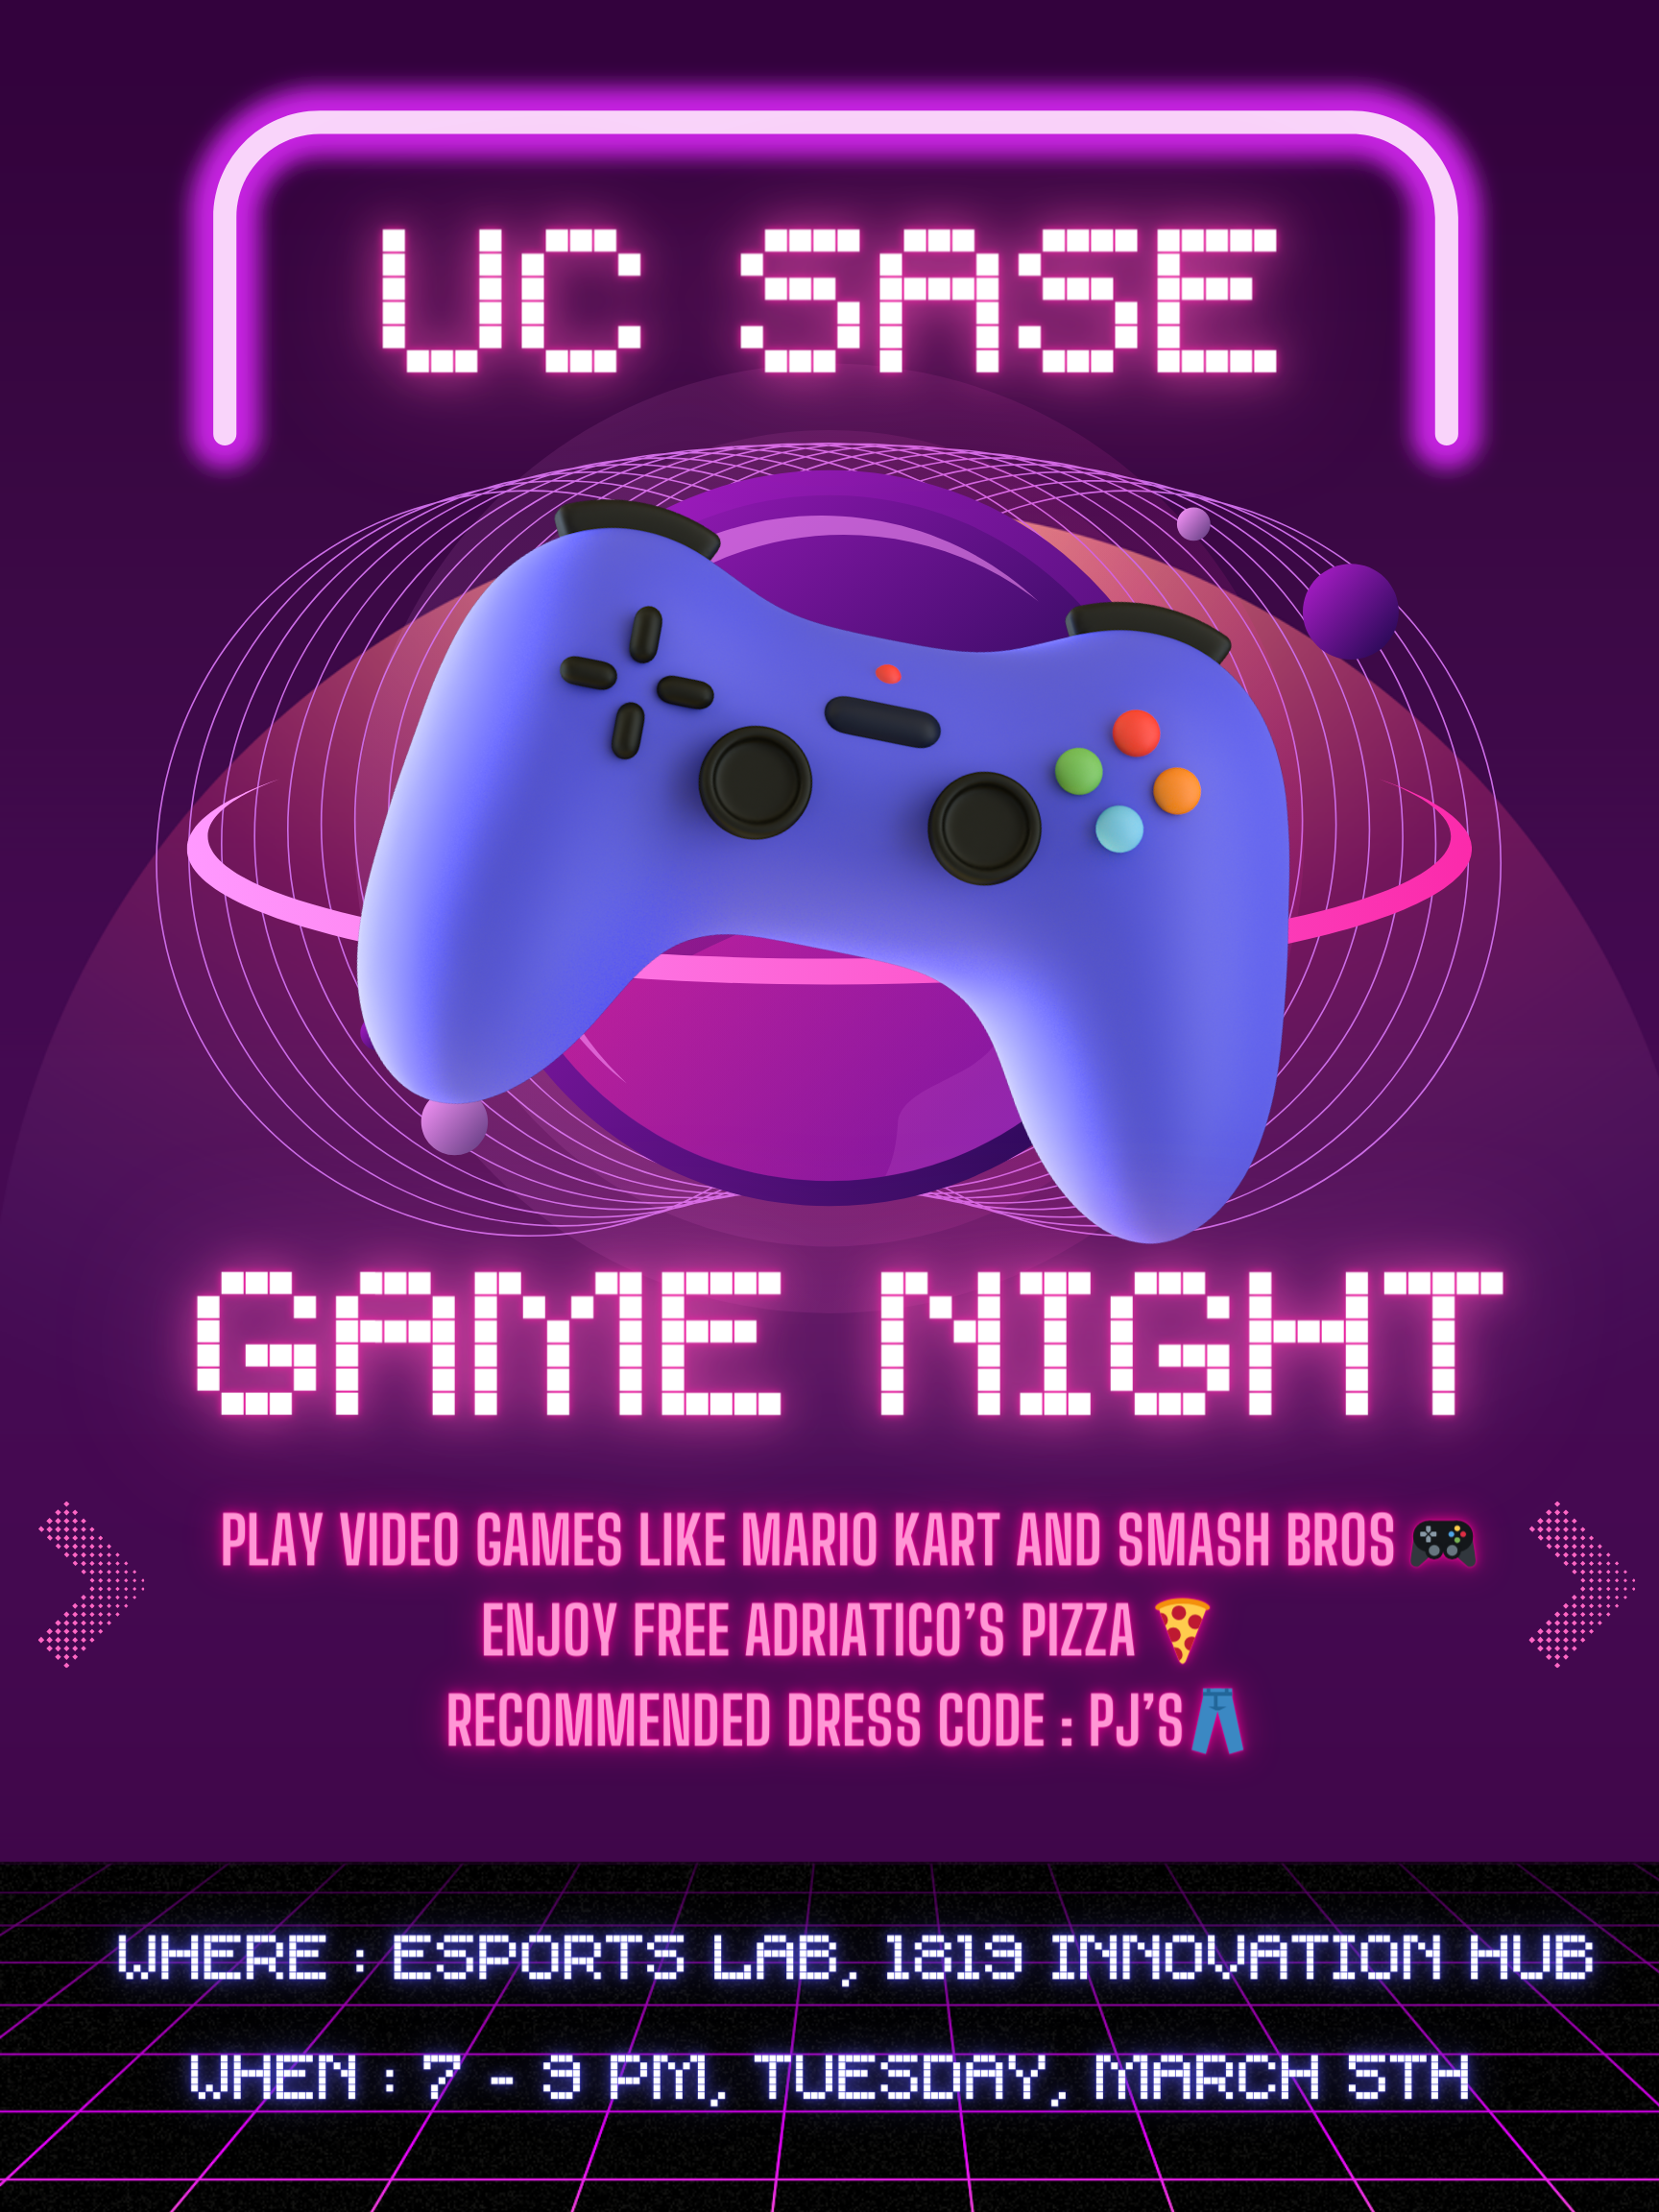 UC SASE
GAME NIGHT
PLAY VIDEO GAMES LIKE MARIO KART AND SMASH BROS 🎮
ENJOY FREE ADRIATICO’S PIZZA 🍕
RECOMMENDED DRESS CODE : PJ’S👖
WHERE : ESPORTS LAB, 1819 INNOVATION HUB
WHEN : 7 - 9 PM, TUESDAY, MARCH 5TH